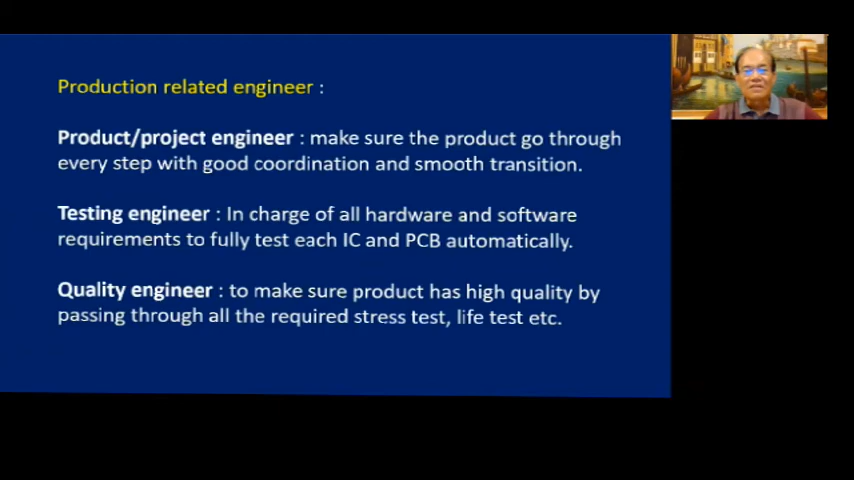 Production related engineer :
Product/project engineer : make sure the product go through
every step with good coordination and smooth transition.
Testing engineer : In charge of all hardware and software
requirements to fully test each IC and PCB automatically.
Quality engineer : to make sure product has high quality by
passing through all the required stress test, life test etc.